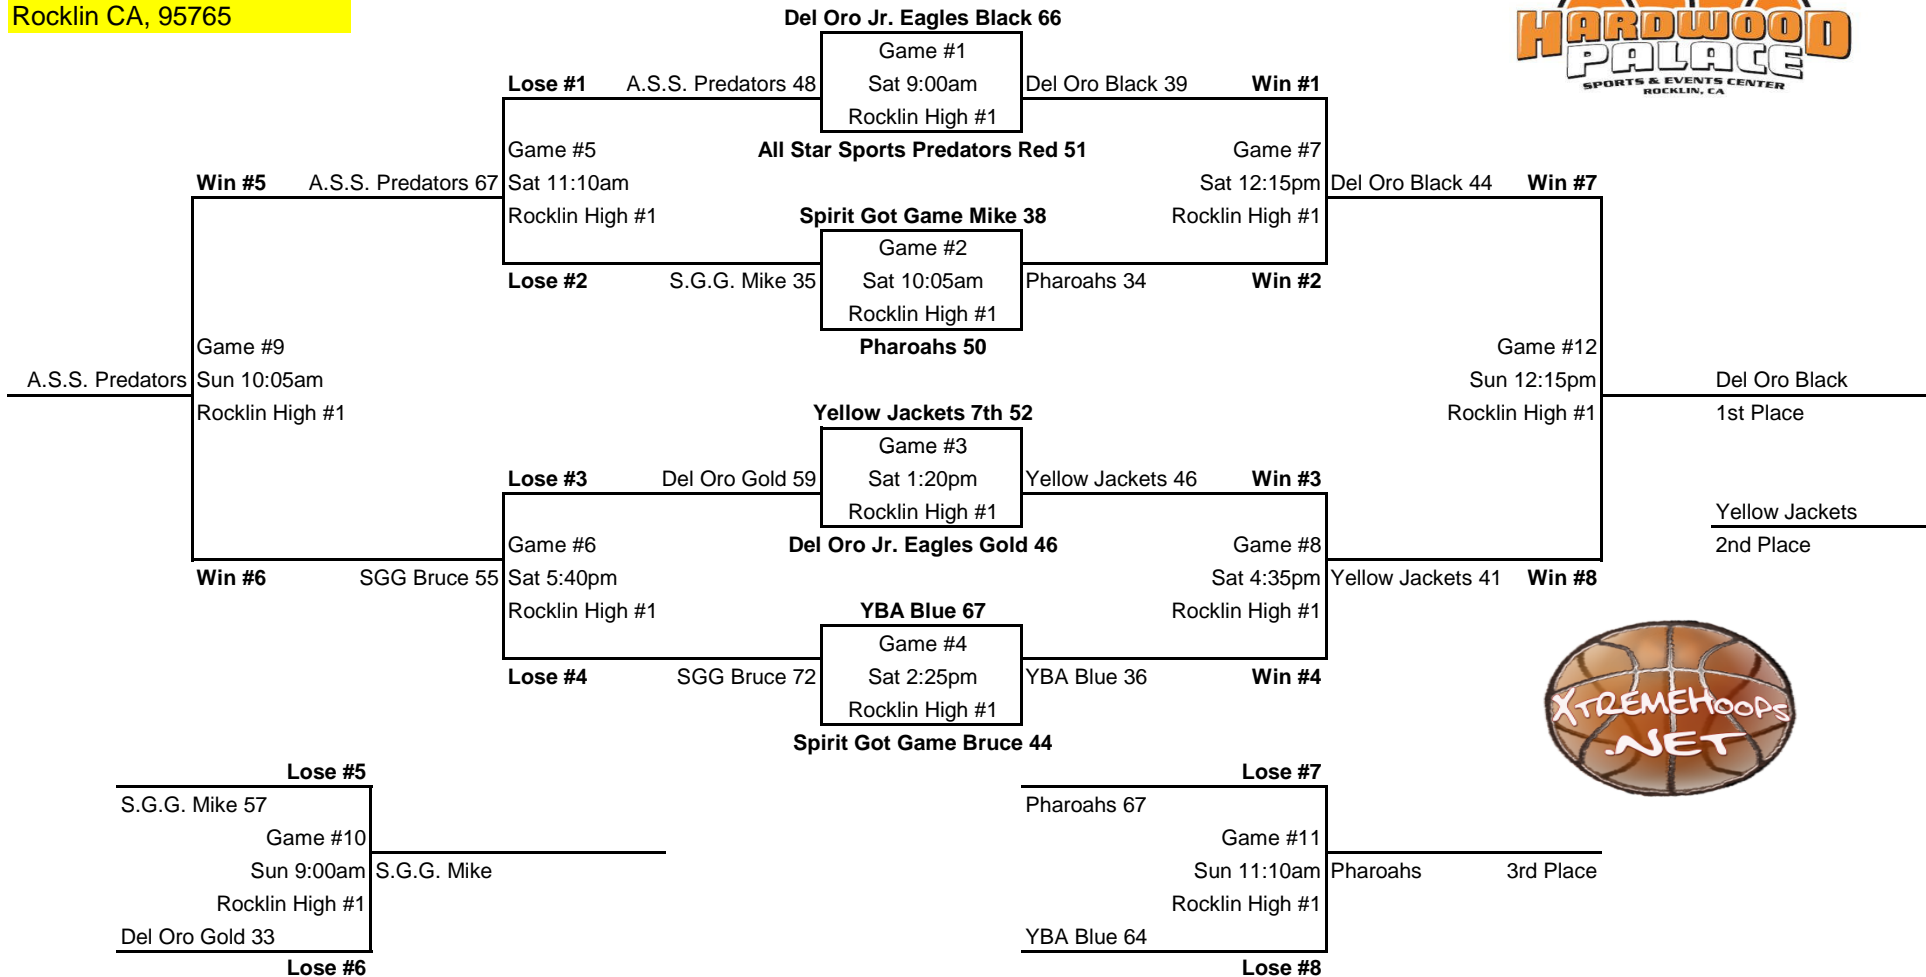 Rocklin CA, 95765
HARDWOOD
PALACE
SPORTS & EVENTS CENTER
ROCKLIN, CA
Del Oro Jr. Eagles Black 66
Game #1
Lose #1 A.S.S. Predators 48 Sat 9:00am Del Oro Black 39 Win #1
Rocklin High #1
Game #5 All Star Sports Predators Red 51 Game #7
Win #5 A.S.S. Predators 67 Sat 11:10am Sat 12:15pm Del Oro Black 44 Win #7
Rocklin High #1 Spirit Got Game Mike 38 Rocklin High #1
Game #2
Lose #2 S.G.G. Mike 35 Sat 10:05am Pharoahs 34 Win #2
Rocklin High #1
Game #9 Pharoahs 50 Game #12
A.S.S. Predators Sun 10:05am Sun 12:15pm Del Oro Black
Rocklin High #1 Yellow Jackets 7th 52 Rocklin High #1 1st Place
Game #3
Lose #3 Del Oro Gold 59 Sat 1:20pm Yellow Jackets 46 Win #3
Rocklin High #1 Yellow Jackets
Game #6 Del Oro Jr. Eagles Gold 46 Game #8 2nd Place
Win #6 SGG Bruce 55 Sat 5:40pm Sat 4:35pm Yellow Jackets 41 Win #8
Rocklin High #1 YBA Blue 67 Rocklin High #1
Game #4
Lose #4 SGG Bruce 72 Sat 2:25pm YBA Blue 36 Win #4
Rocklin High #1
XTREMEHOOPS
.NET
Spirit Got Game Bruce 44
Lose #5 Lose #7
S.G.G. Mike 57 Pharoahs 67
Game #10 Game #11
Sun 9:00am S.G.G. Mike Sun 11:10am Pharoahs 3rd Place
Rocklin High #1 Rocklin High #1
Del Oro Gold 33 YBA Blue 64
Lose #6 Lose #8